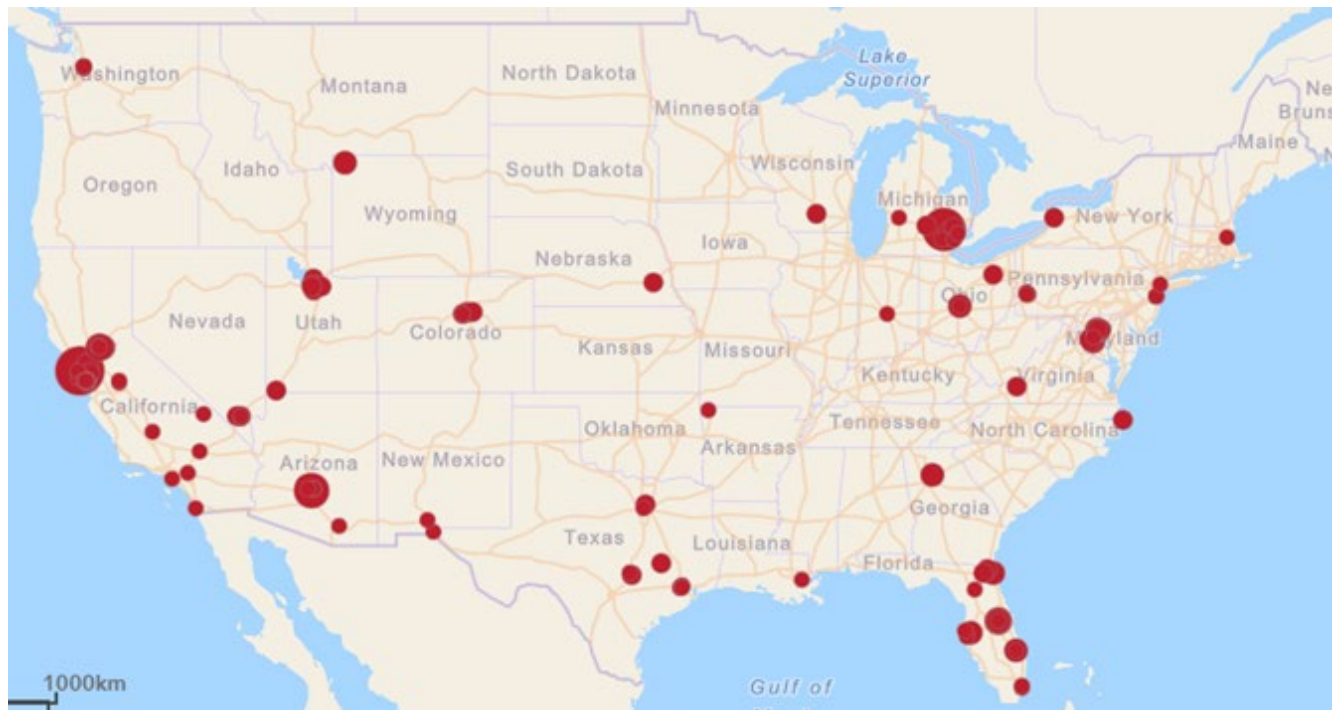 Lake
Superior
Washington
Montana
North Dakota
Minnesota
Ne
Bruns
Maine
Idaho
South Dakota
Wisconsin
Oregon
Michigan
Wyoming
New York
Iowa
Nebraska
Pennsylvania
Ohio
Nevada
Utah
Colorado
Kansas
Missouri
Maryland
Kentucky
Virginia
California
Oklahoma
Arkansas
Tennessee
North Carolina
Arizona
New Mexico
Georgia
Texas
Louisiana
Florida
1000km
Gulf of